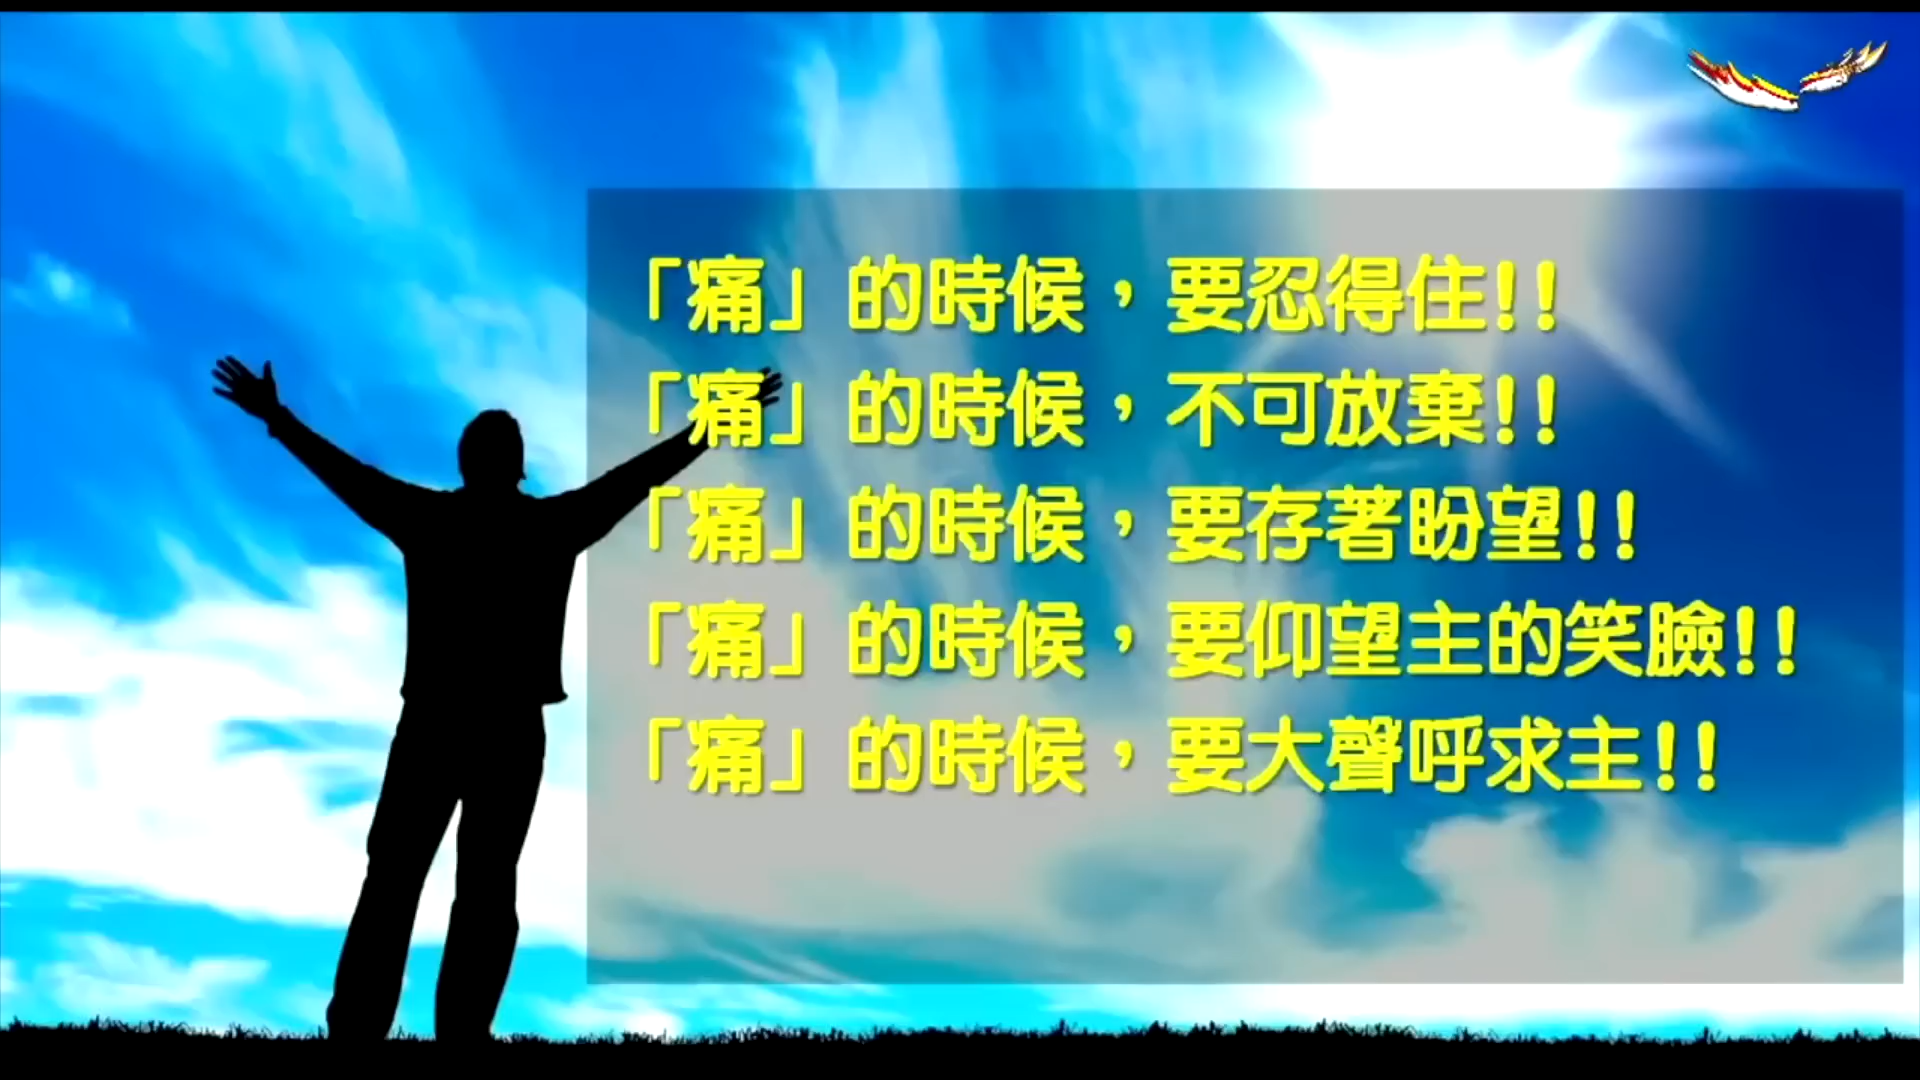 「痛」的時候，要忍得住!!
「痛」的時候，不可放棄!!
「痛」的時候，要存著盼望!!
「痛」的時候，要仰望主的笑臉!!
「痛」的時候，要大聲呼求主!!